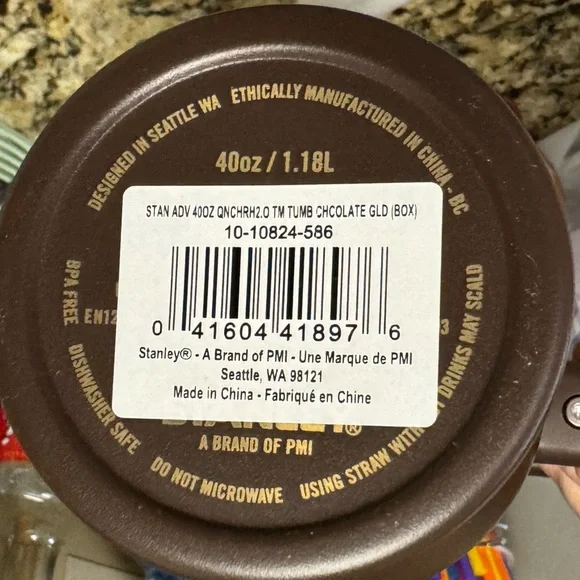 DESIGNED IN SEATTLE WA
ETHICALLY MANUFACTURED IN CHINA - BC
40oz / 1.18L
STAN ADV 40OZ QNCHRH2.O TM TUMB CHCOLATE GLD (BOX)
10-10824-586
0 41604 41897 6
Stanley® - A Brand of PMI - Une Marque de PMI
Seattle, WA 98121
Made in China - Fabriqué en Chine
BPA FREE
EN12
3
DISHWASHER SAFE
®
A BRAND OF PMI
DO NOT MICROWAVE
USING STRAW WITH DRINKS MAY SCALD